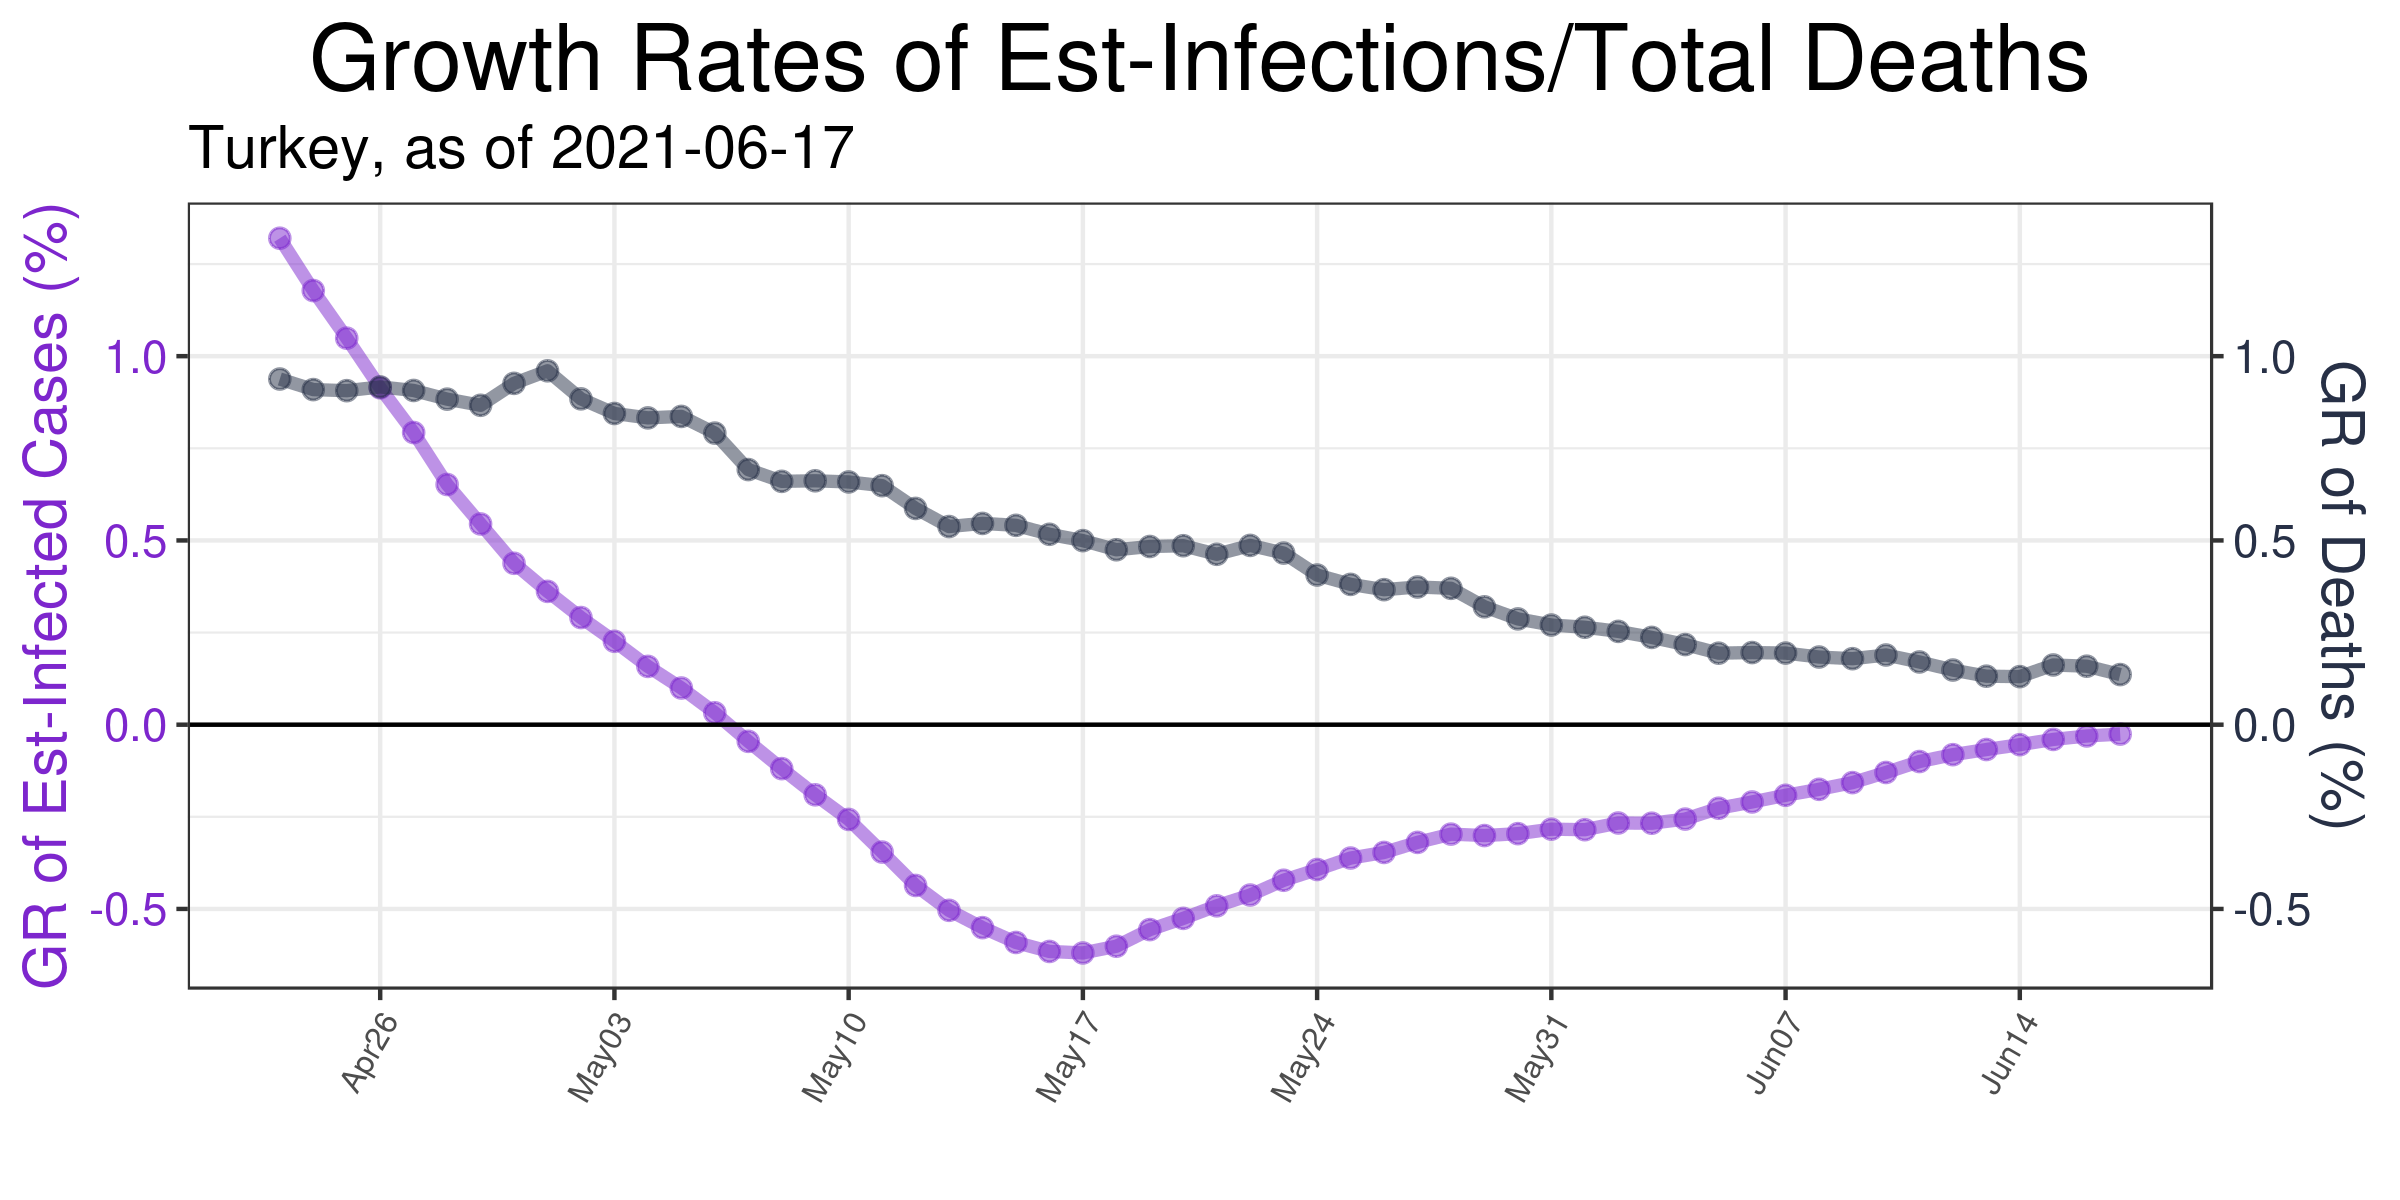 Growth Rates of Est-Infections/Total Deaths
Turkey, as of 2021-06-17
GR of Est-Infected Cases (%)
1.0
0.5
0.0
-0.5
1.0
0.5
0.0
-0.5
GR of Deaths (%)
Apr26
May03
May10
May17
May24
May31
Jun07
Jun14